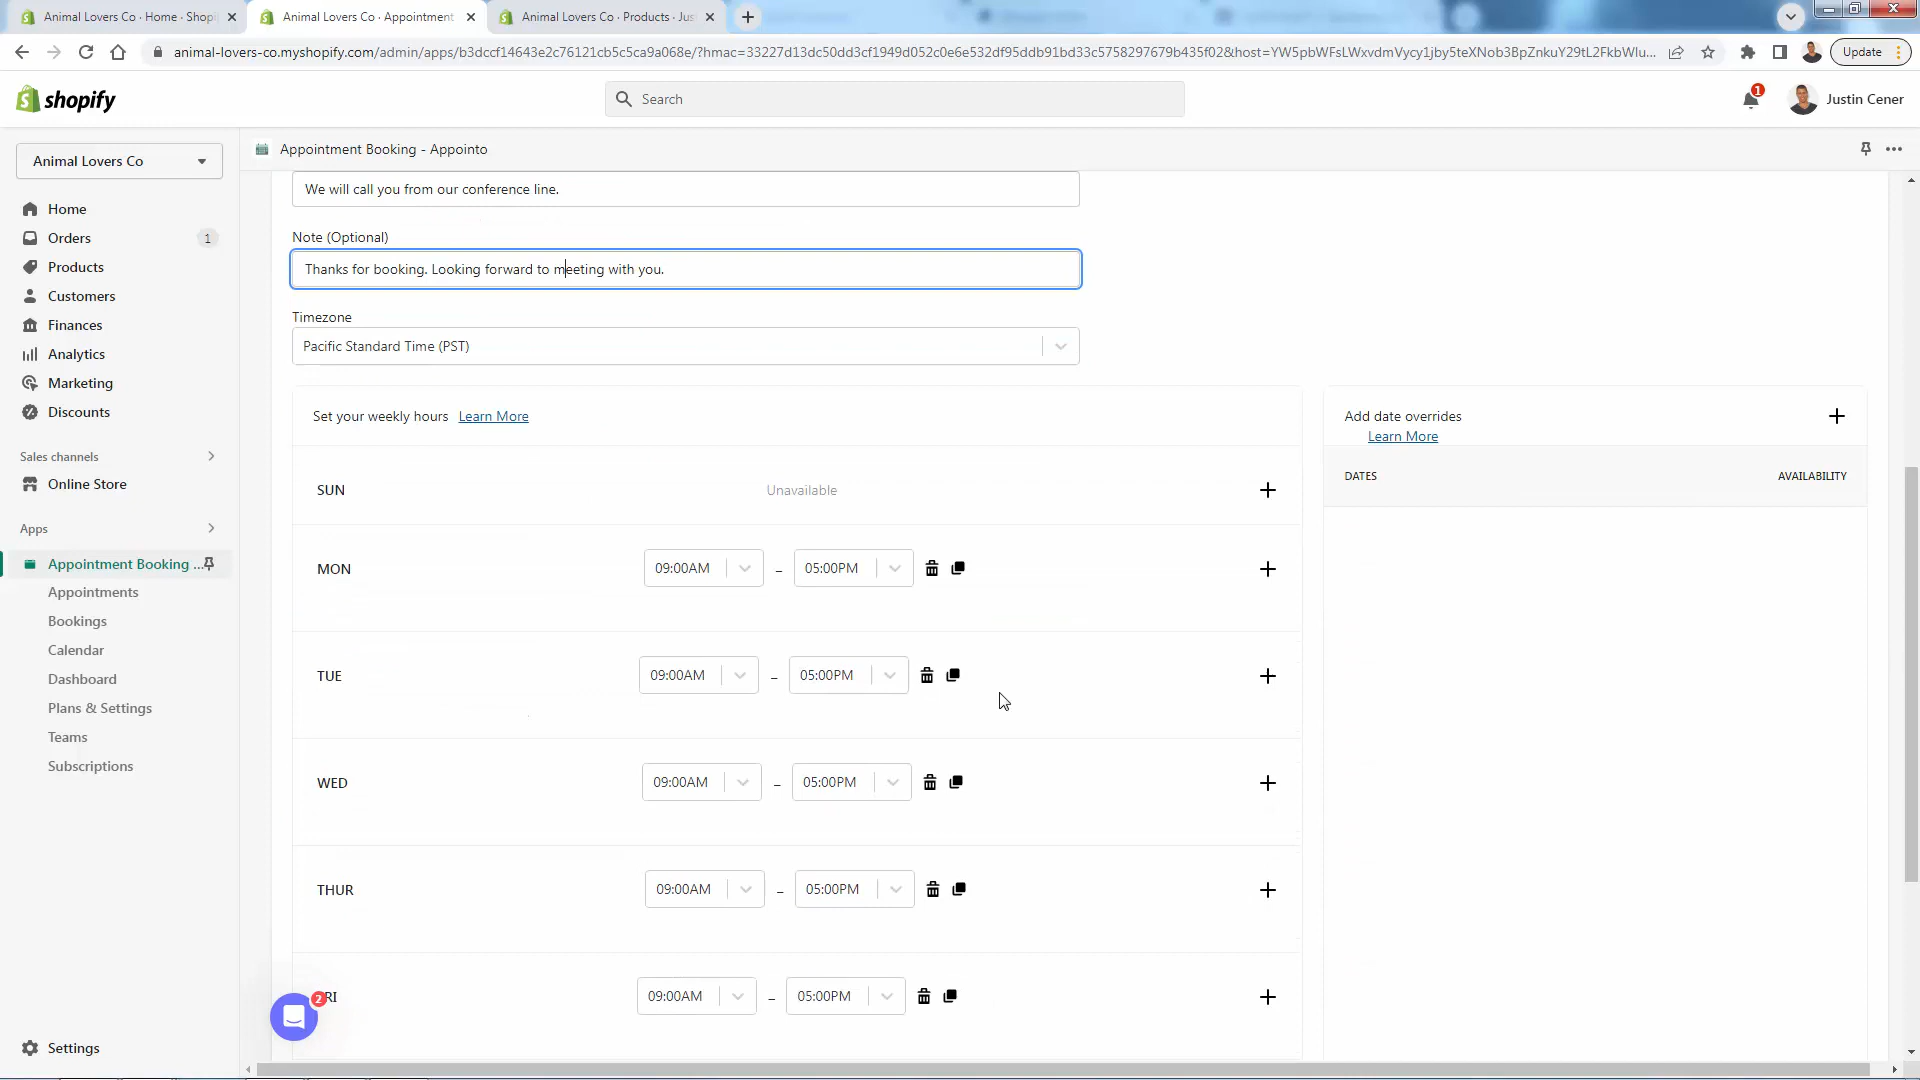 Animal Lovers Co · Home · Shopi
Animal Lovers Co · Appointment
Animal Lovers Co · Products · Jus
animal-lovers-co.myshopify.com/admin/apps/b3dccf14643e2c76121cb5c5ca9a068e/?hmac=33227d13dc50dd3cf1949d052c0e6e532df95ddb91bd33c5758297679b435f02&host=YW5pbWFsLWxvdmVycy1jby5teXNob3BpZnkuY29tL2FkbWlu...
Update
shopify
Search
1
Justin Cener
Animal Lovers Co
Appointment Booking - Appointo
We will call you from our conference line.
Home
Orders 1
Products
Customers
Finances
Analytics
Marketing
Discounts
Sales channels
Online Store
Apps
Appointment Booking ...
Appointments
Bookings
Calendar
Dashboard
Plans & Settings
Teams
Subscriptions
Settings
Note (Optional)
Thanks for booking. Looking forward to meeting with you.
Timezone
Pacific Standard Time (PST)
Set your weekly hours Learn More
SUN Unavailable
MON 09:00AM – 05:00PM
TUE 09:00AM – 05:00PM
WED 09:00AM – 05:00PM
THUR 09:00AM – 05:00PM
2
RI 09:00AM – 05:00PM
Add date overrides
Learn More
DATES AVAILABILITY